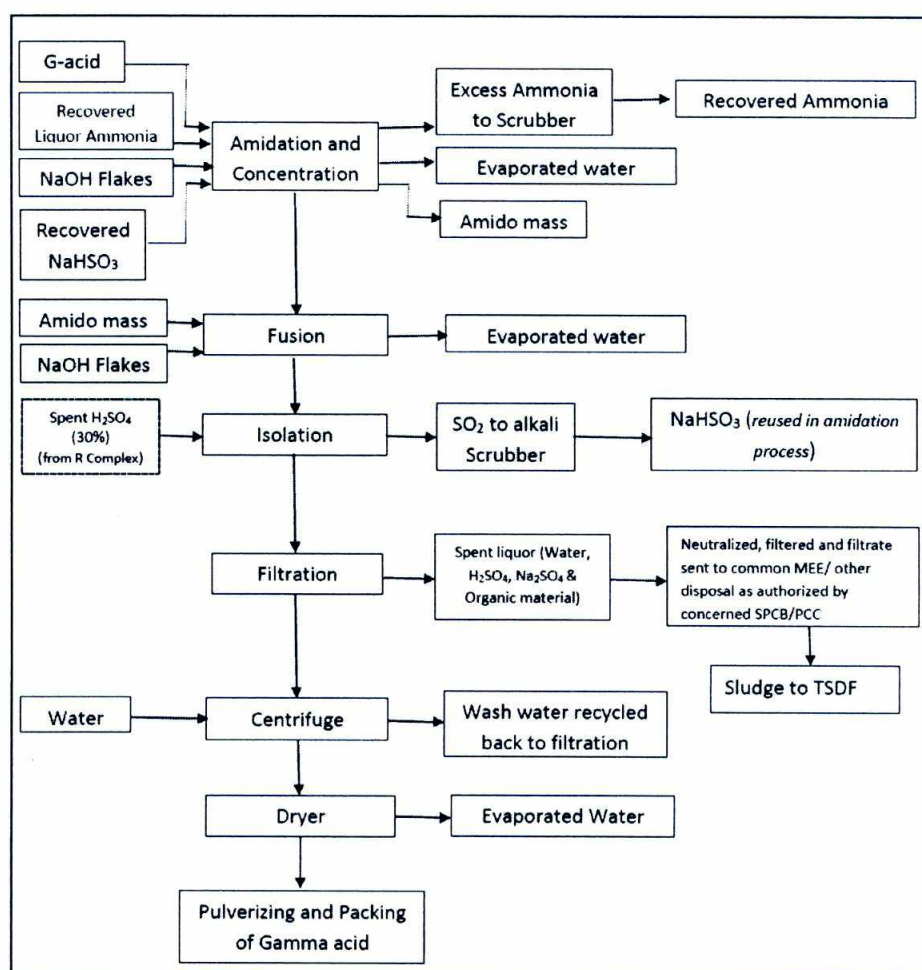 G-acid
Recovered
Liquor Ammonia
NaOH Flakes
Recovered
NaHSO₃
Amidation and
Concentration
Excess Ammonia
to Scrubber
Recovered Ammonia
Evaporated water
Amido mass
Amido mass
NaOH Flakes
Fusion
Evaporated water
Spent H₂SO₄
(30%)
(from R Complex)
Isolation
SO₂ to alkali
Scrubber
NaHSO₃ (reused in amidation
process)
Filtration
Spent liquor (Water,
H₂SO₄, Na₂SO₄ &
Organic material)
Neutralized, filtered and filtrate
sent to common MEE/ other
disposal as authorized by
concerned SPCB/PCC
Sludge to TSDF
Water
Centrifuge
Wash water recycled
back to filtration
Dryer
Evaporated Water
Pulverizing and Packing
of Gamma acid